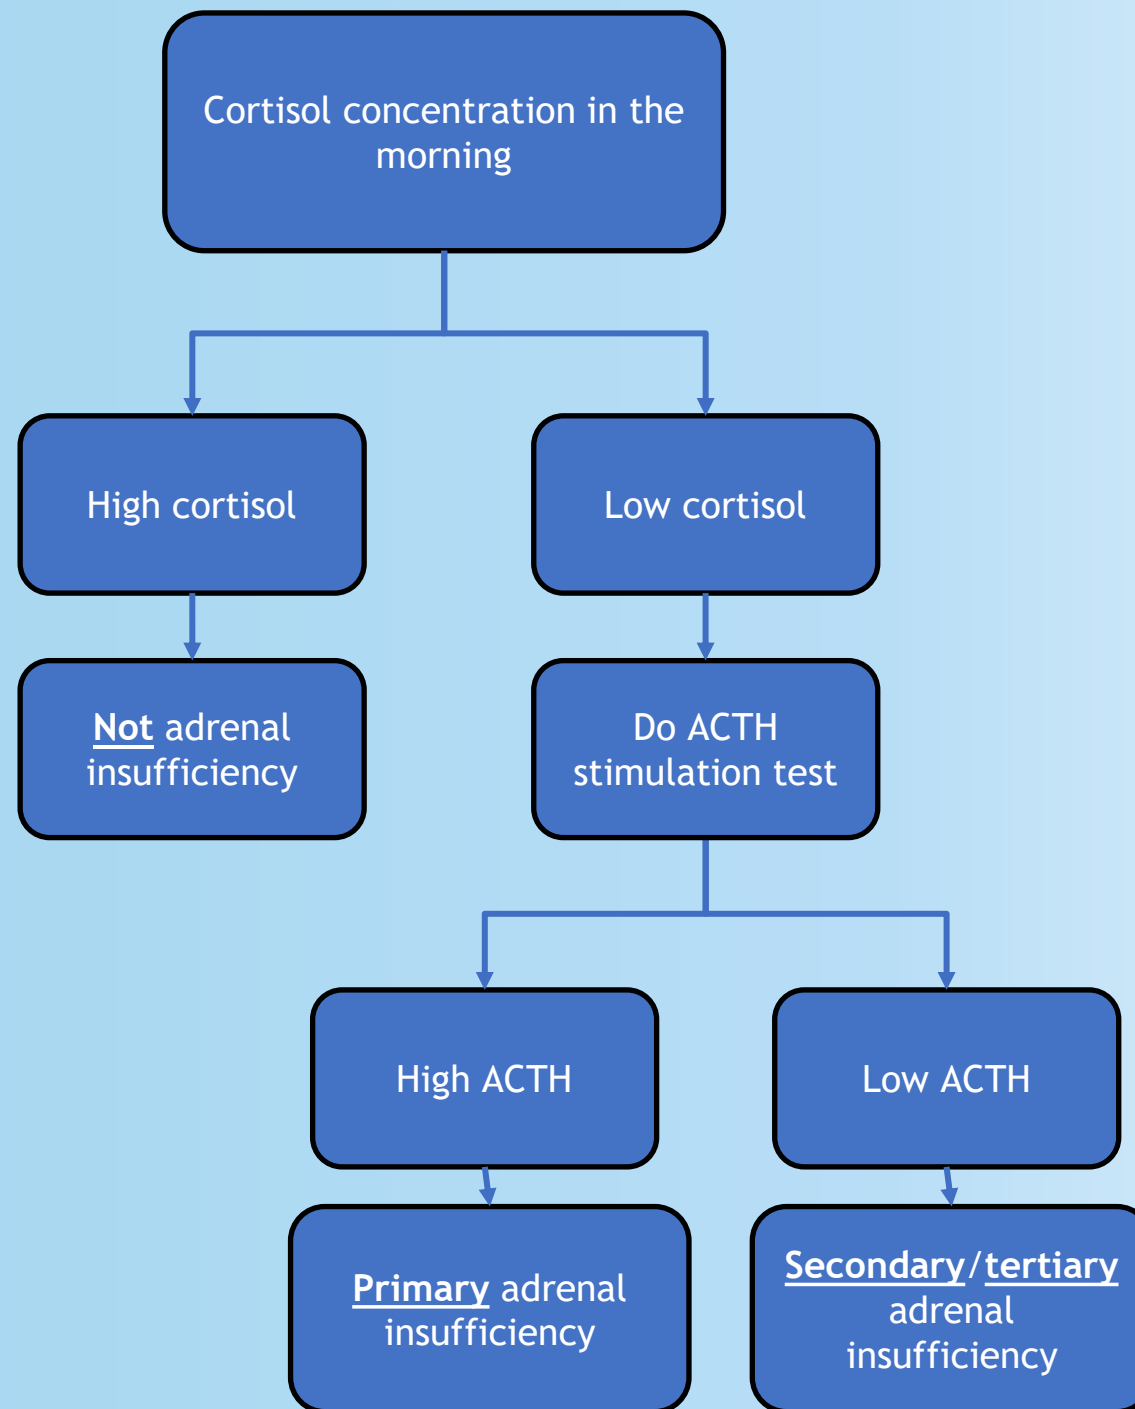 Cortisol concentration in the
morning
High cortisol
Low cortisol
Not adrenal
insufficiency
Do ACTH
stimulation test
High ACTH
Low ACTH
Primary adrenal
insufficiency
Secondary/tertiary
adrenal
insufficiency